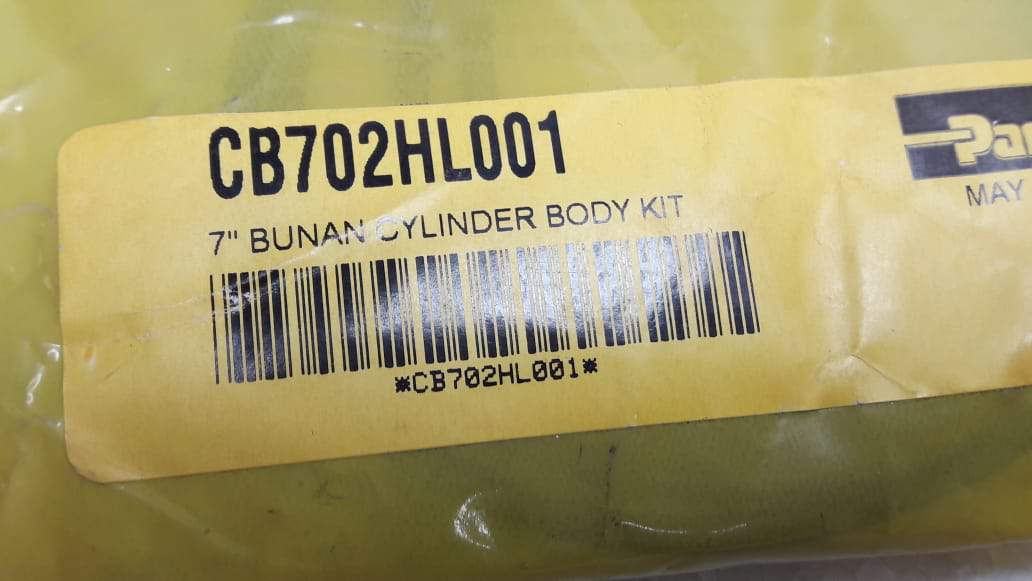 CB702HL001
7" BUNAN CYLINDER BODY KIT
*CB702HL001*
MAY